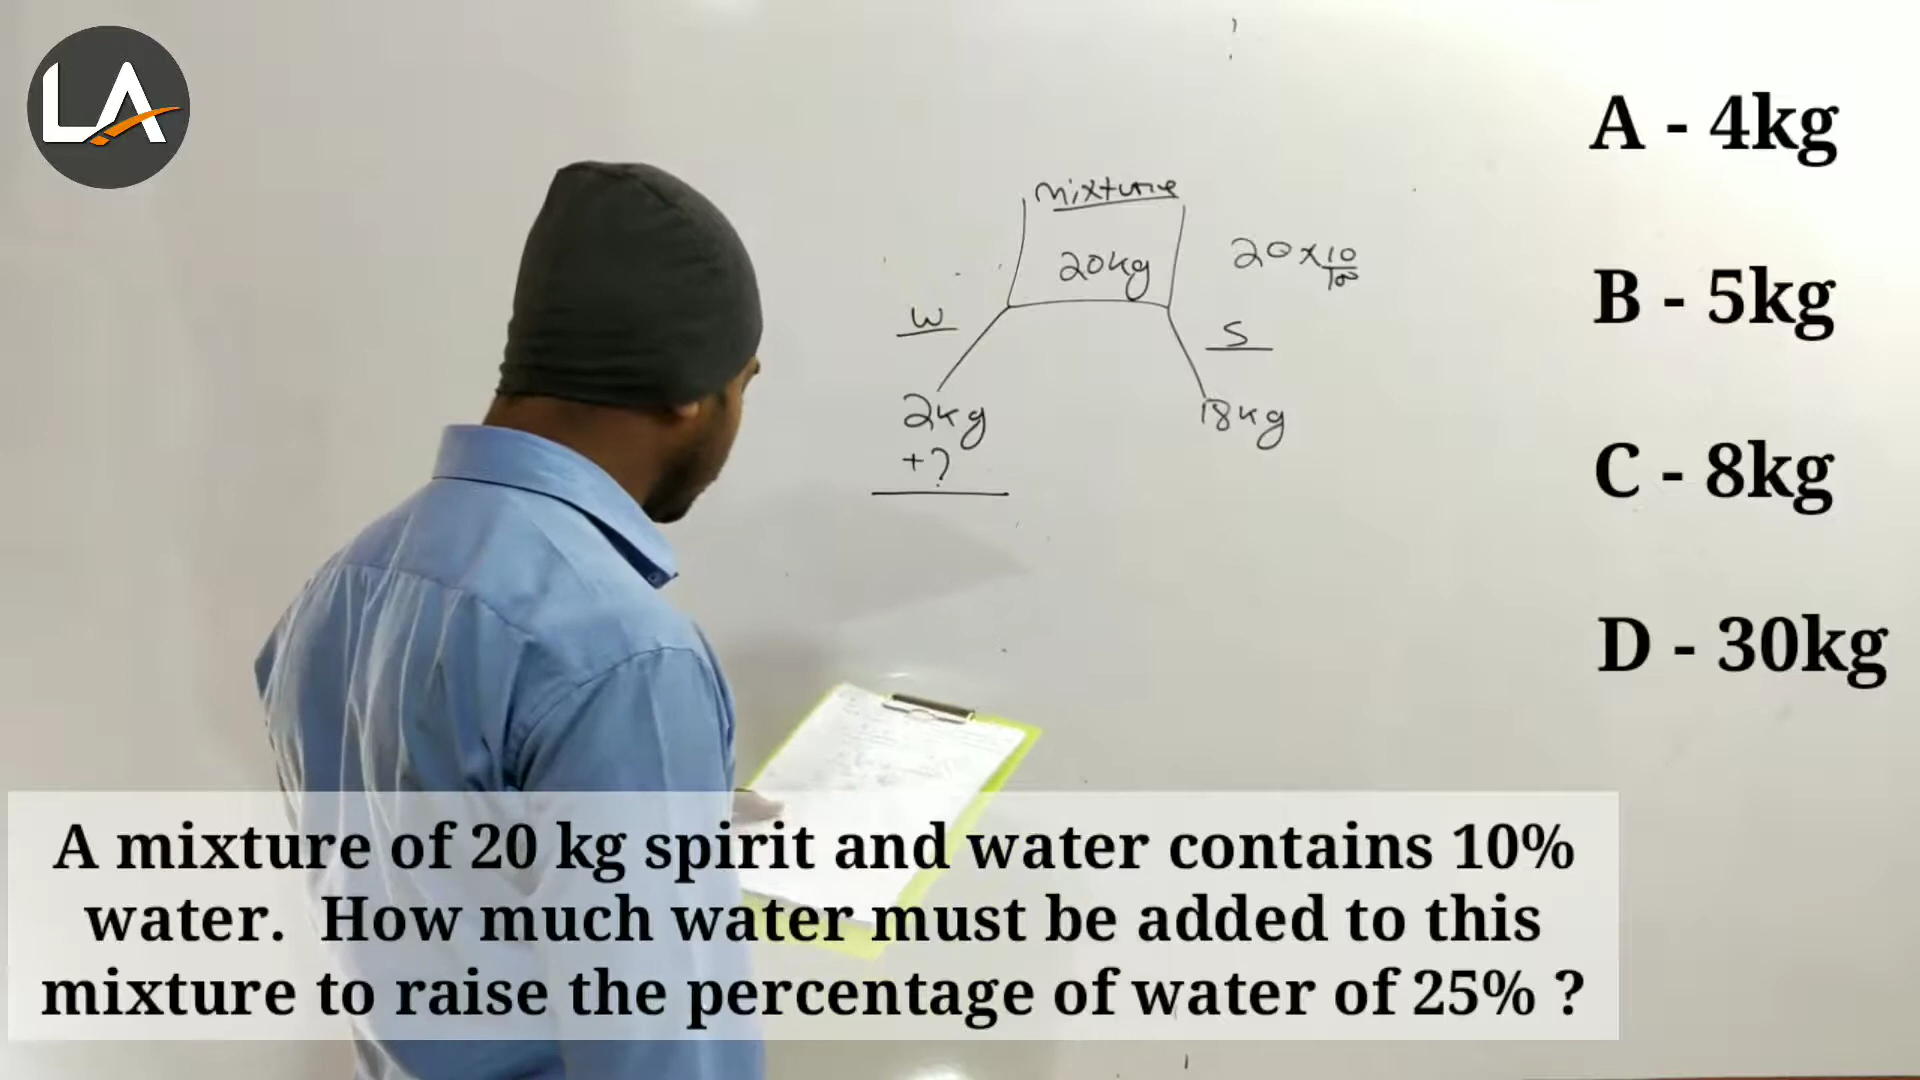 LA
mixture
20kg
20×10/100
W
S
2kg
18kg
+?
A - 4kg
B - 5kg
C - 8kg
D - 30kg
A mixture of 20 kg spirit and water contains 10%
water. How much water must be added to this
mixture to raise the percentage of water of 25% ?